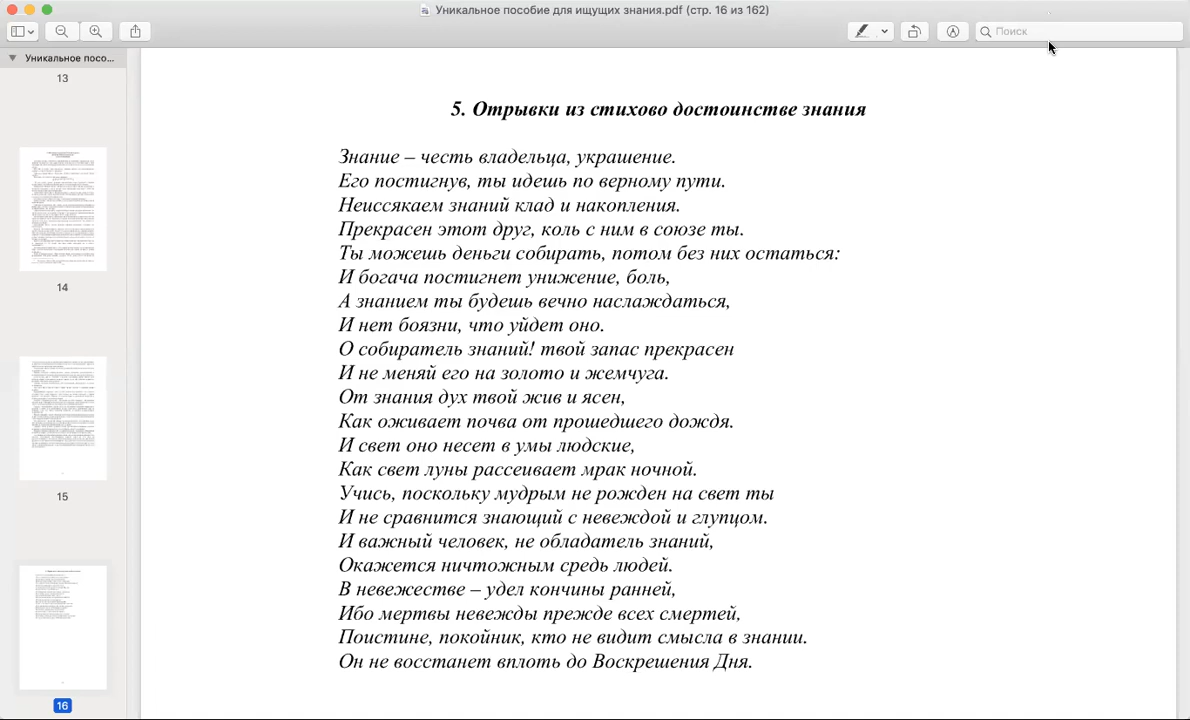 Уникальное пособие для ищущих знания.pdf (стр. 16 из 162)
Поиск
Уникальное посо...
13
14
15
16
5. Отрывки из стихово достоинстве знания
Знание – честь владельца, украшение.
Его постигнув, ты идешь по верному пути.
Неиссякаем знаний клад и накопления.
Прекрасен этот друг, коль с ним в союзе ты.
Ты можешь деньги собирать, потом без них остаться:
И богача постигнет унижение, боль,
А знанием ты будешь вечно наслаждаться,
И нет боязни, что уйдет оно.
О собиратель знаний! твой запас прекрасен
И не меняй его на золото и жемчуга.
От знания дух твой жив и ясен,
Как оживает почва от прошедшего дождя.
И свет оно несет в умы людские,
Как свет луны рассеивает мрак ночной.
Учись, поскольку мудрым не рожден на свет ты
И не сравнится знающий с невеждой и глупцом.
И важный человек, не обладатель знаний,
Окажется ничтожным средь людей.
В невежестве – удел кончины ранней,
Ибо мертвы невежды прежде всех смертей,
Поистине, покойник, кто не видит смысла в знании.
Он не восстанет вплоть до Воскрешения Дня.